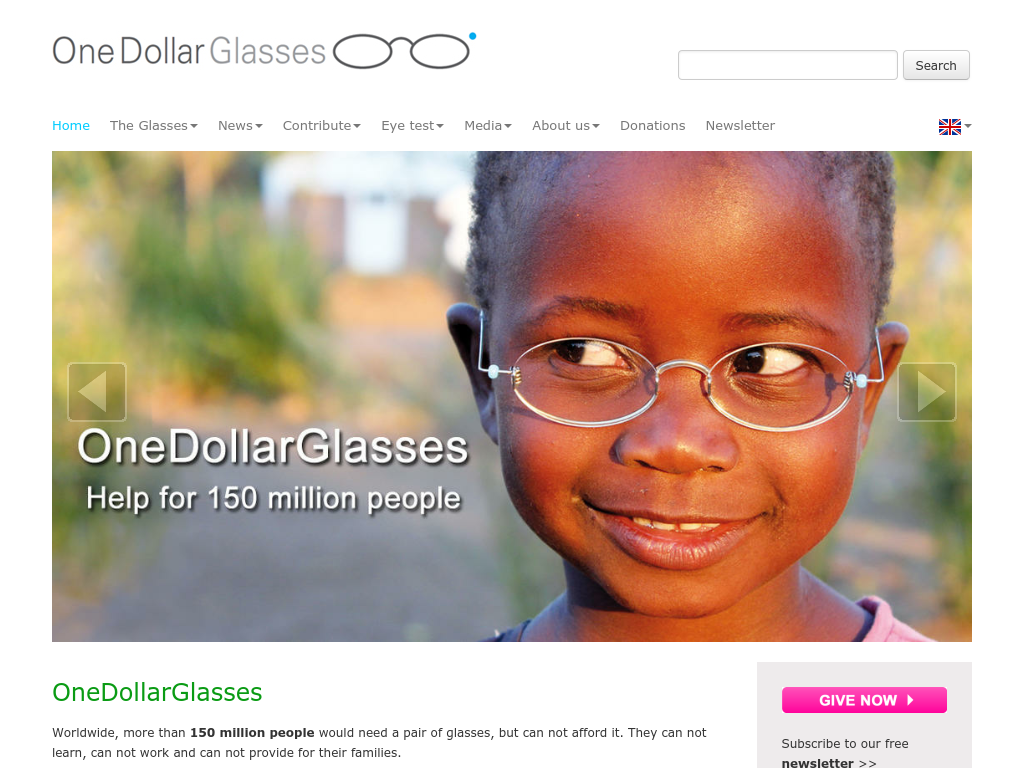 OneDollarGlasses
Search
Home The Glasses News Contribute Eye test Media About us Donations Newsletter
OneDollarGlasses
Help for 150 million people
OneDollarGlasses
Worldwide, more than 150 million people would need a pair of glasses, but can not afford it. They can not
learn, can not work and can not provide for their families.
GIVE NOW
Subscribe to our free
newsletter >>